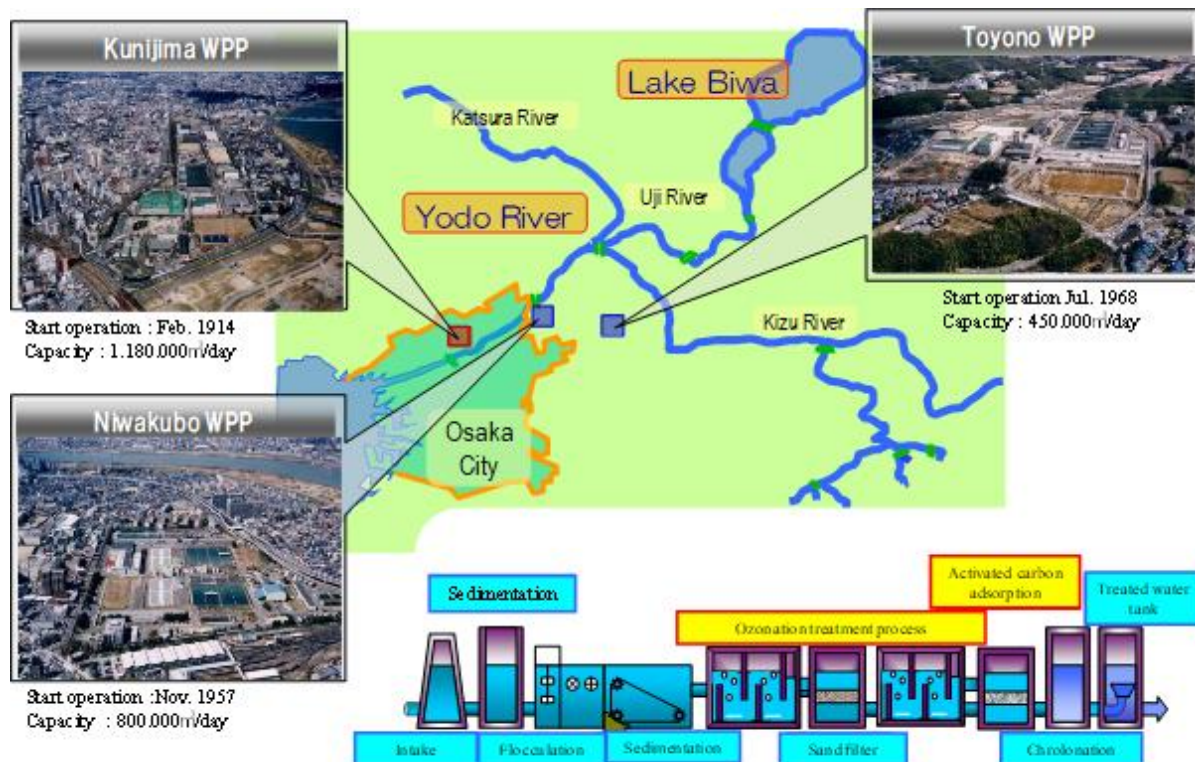 Kunijima WPP
Start operation : Feb. 1914
Capacity : 1.180.000㎥/day
Toyono WPP
Start operation Jul. 1968
Capacity : 450.000㎥/day
Lake Biwa
Katsura River
Uji River
Yodo River
Kizu River
Osaka
City
Niwakubo WPP
Start operation :Nov. 1957
Capacity : 800.000㎥/day
Sedimentation
Ozonation treatment process
Activated carbon
adsorption
Treated water
tank
Intake
Flocculation
Sedimentation
Sand filter
Chrolonation